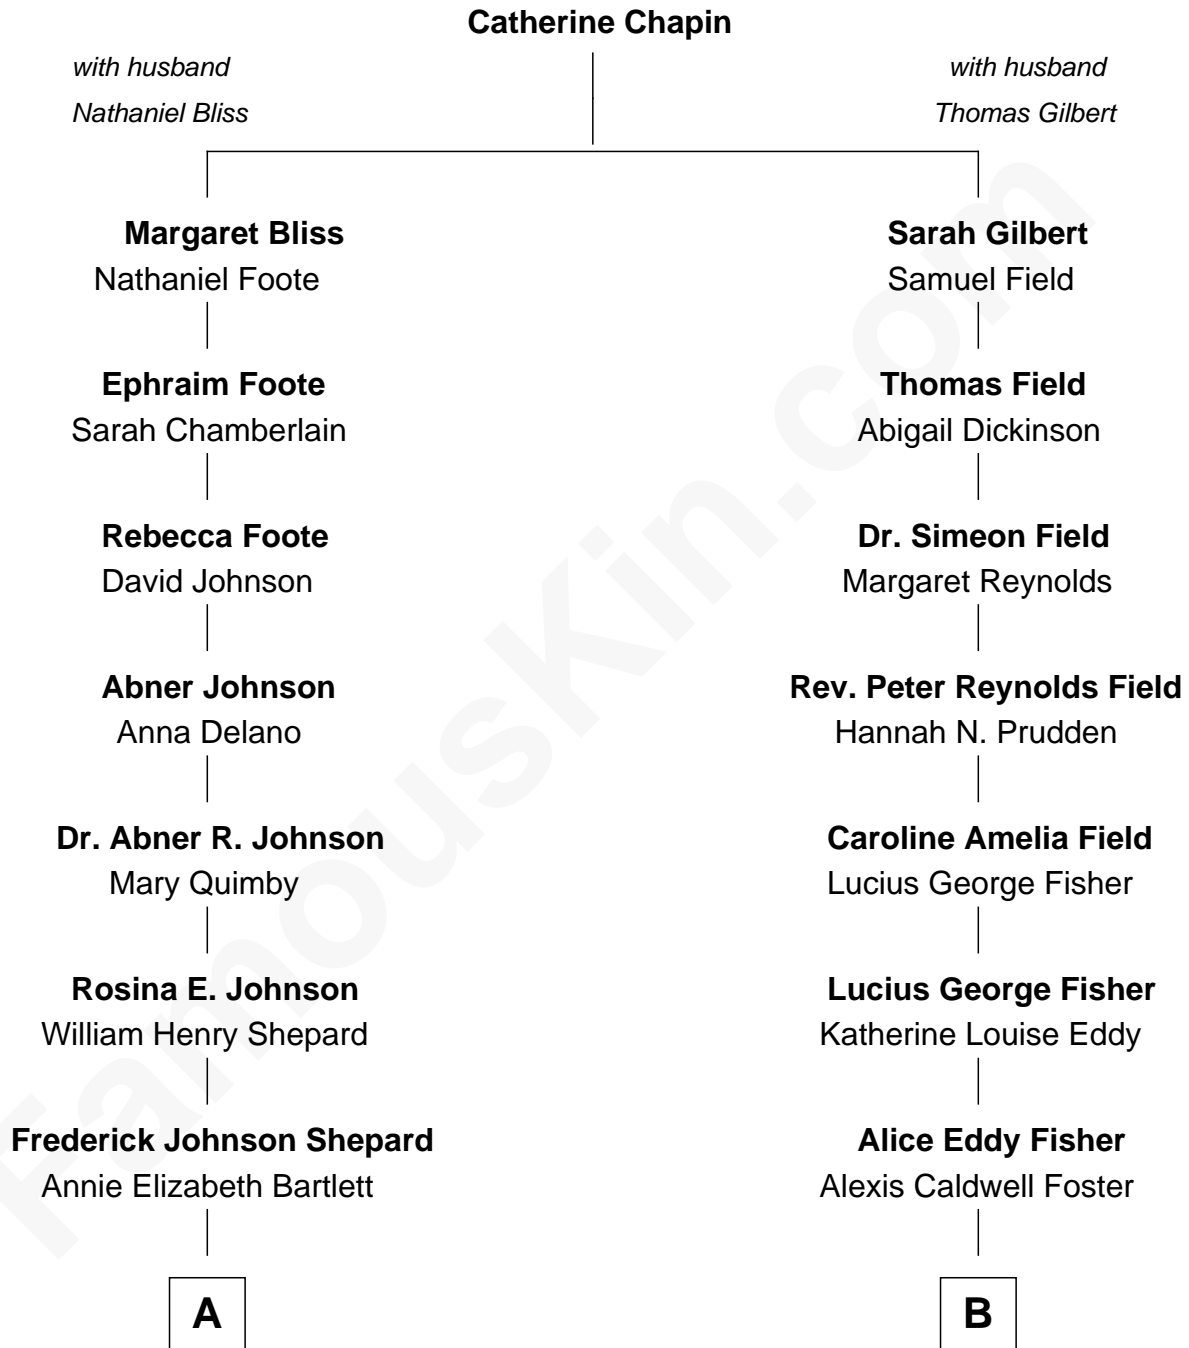 Catherine Chapin
with husband
Nathaniel Bliss
with husband
Thomas Gilbert
Margaret Bliss
Nathaniel Foote
Sarah Gilbert
Samuel Field
Ephraim Foote
Sarah Chamberlain
Thomas Field
Abigail Dickinson
Rebecca Foote
David Johnson
Dr. Simeon Field
Margaret Reynolds
Abner Johnson
Anna Delano
Rev. Peter Reynolds Field
Hannah N. Prudden
Dr. Abner R. Johnson
Mary Quimby
Caroline Amelia Field
Lucius George Fisher
Rosina E. Johnson
William Henry Shepard
Lucius George Fisher
Katherine Louise Eddy
Frederick Johnson Shepard
Annie Elizabeth Bartlett
Alice Eddy Fisher
Alexis Caldwell Foster
A
B
FamousKin.com